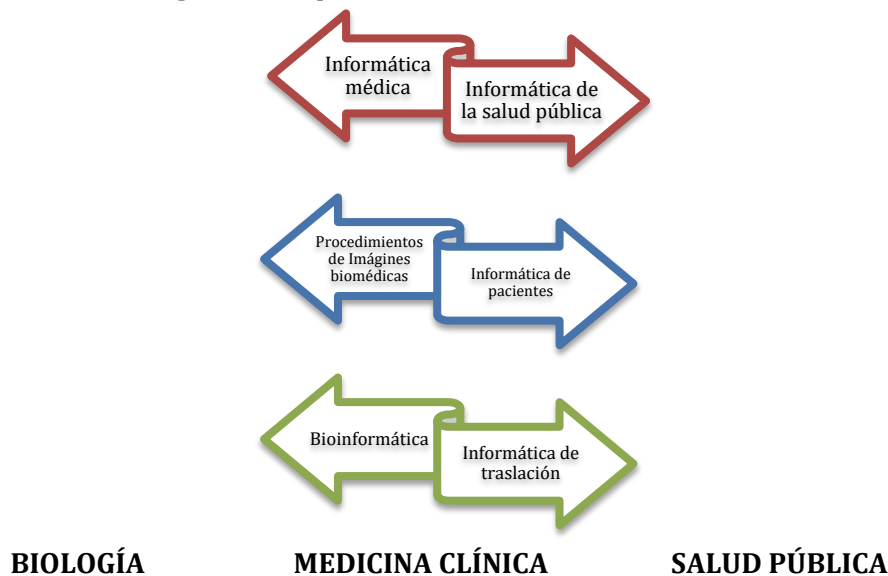 Informática
médica
Informática de
la salud pública
Procedimientos
de Imágines
biomédicas
Informática de
pacientes
Bioinformática
Informática de
traslación
BIOLOGÍA MEDICINA CLÍNICA SALUD PÚBLICA